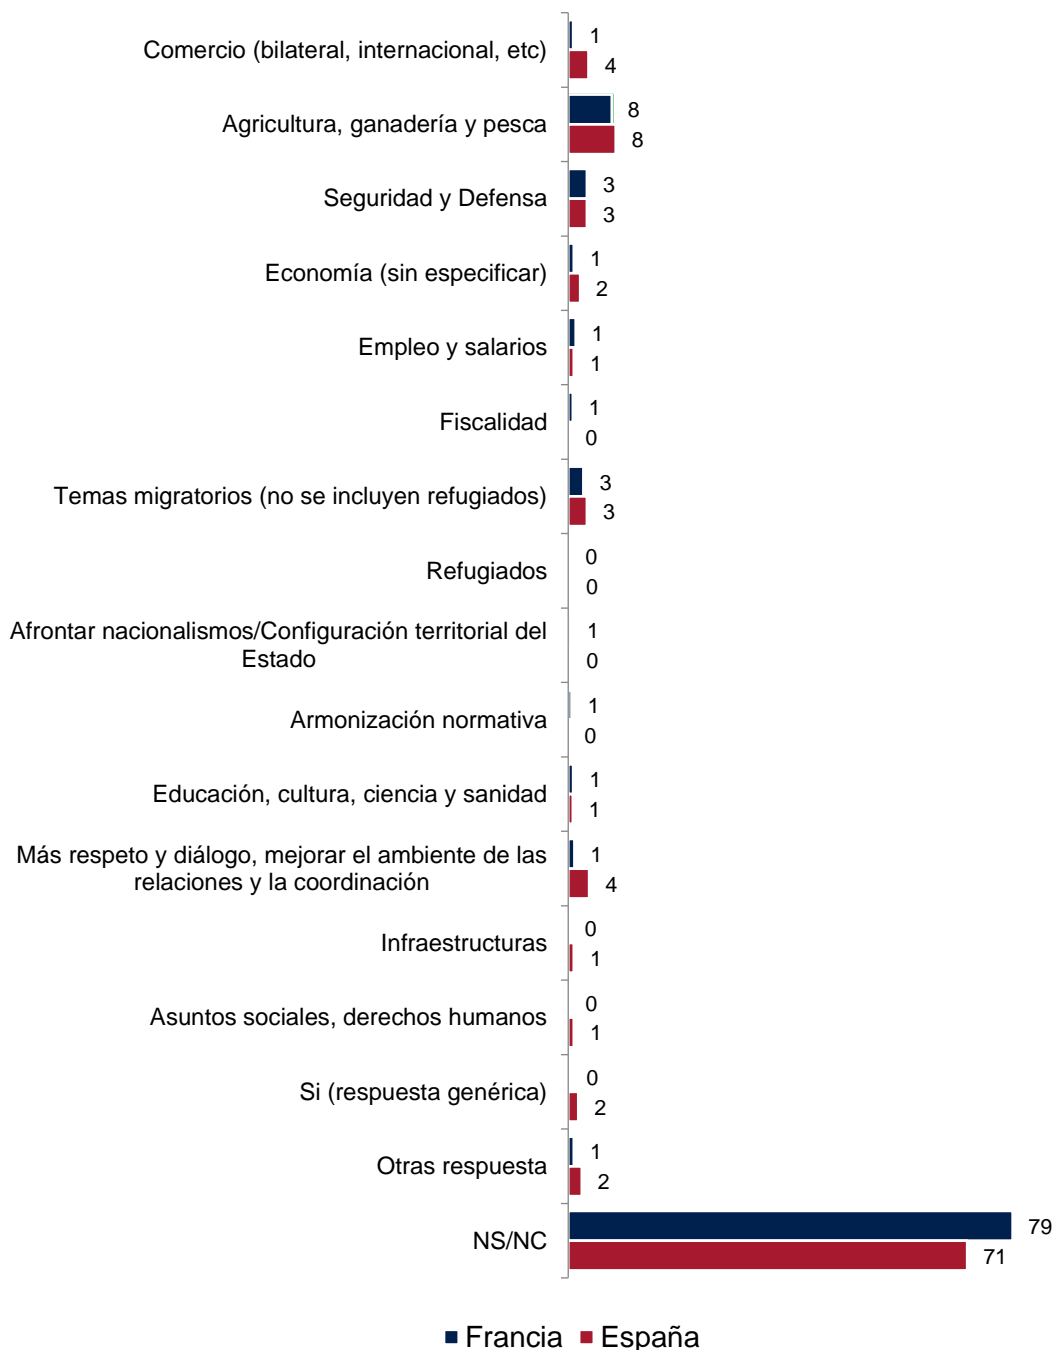 Comercio (bilateral, internacional, etc)
1
4
Agricultura, ganadería y pesca
8
8
Seguridad y Defensa
3
3
Economía (sin especificar)
1
2
Empleo y salarios
1
1
Fiscalidad
1
0
Temas migratorios (no se incluyen refugiados)
3
3
Refugiados
0
0
Afrontar nacionalismos/Configuración territorial del
Estado
1
0
Armonización normativa
1
0
Educación, cultura, ciencia y sanidad
1
1
Más respeto y diálogo, mejorar el ambiente de las
relaciones y la coordinación
1
4
Infraestructuras
0
1
Asuntos sociales, derechos humanos
0
1
Si (respuesta genérica)
0
2
Otras respuesta
1
2
NS/NC
79
71
Francia España